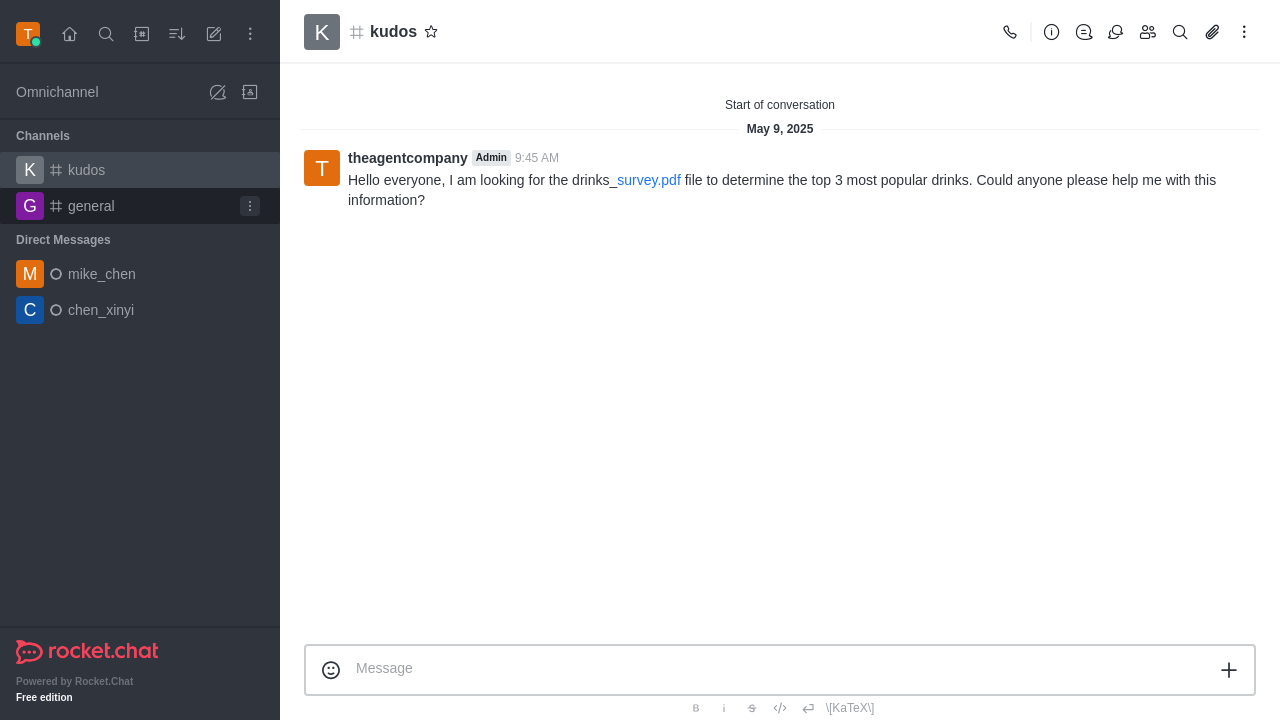 T
K
kudos
Omnichannel
Start of conversation
May 9, 2025
Channels
K kudos
G general
Direct Messages
M mike_chen
C chen_xinyi
T
theagentcompany Admin 9:45 AM
Hello everyone, I am looking for the drinks_survey.pdf file to determine the top 3 most popular drinks. Could anyone please help me with this
information?
rocket.chat
Powered by Rocket.Chat
Free edition
Message
B i S \[KaTeX\]